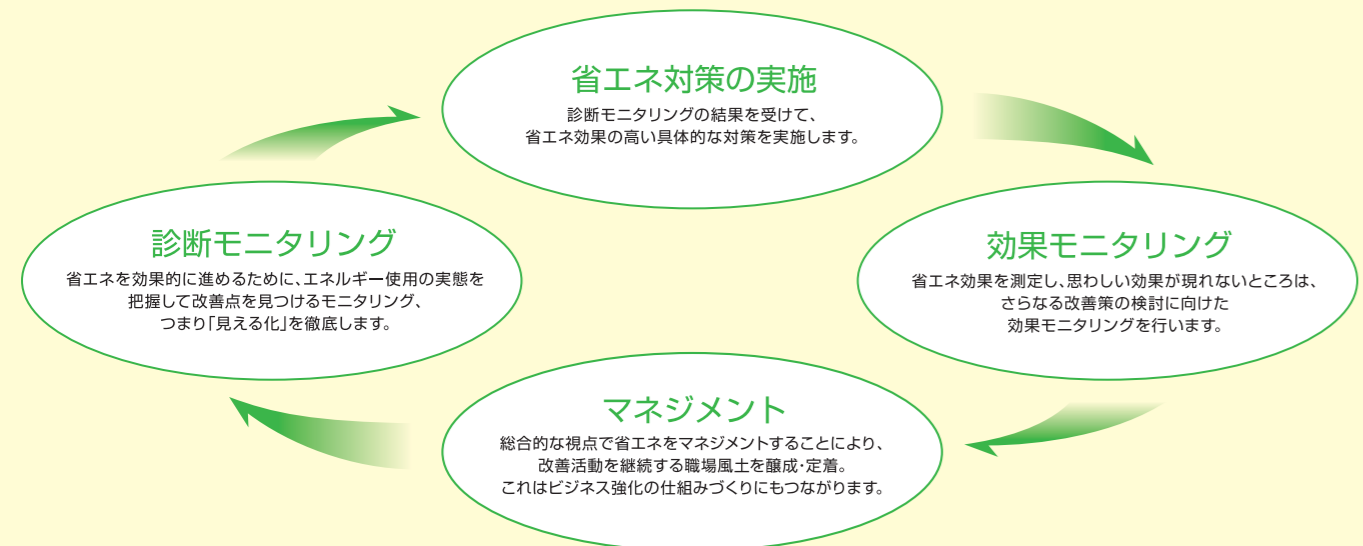 省エネ対策の実施
診断モニタリングの結果を受けて、
省エネ効果の高い具体的な対策を実施します。
診断モニタリング
省エネを効果的に進めるために、エネルギー使用の実態を
把握して改善点を見つけるモニタリング、
つまり「見える化」を徹底します。
効果モニタリング
省エネ効果を測定し、思わしい効果が現れないところは、
さらなる改善策の検討に向けた
効果モニタリングを行います。
マネジメント
総合的な視点で省エネをマネジメントすることにより、
改善活動を継続する職場風土を醸成・定着。
これはビジネス強化の仕組みづくりにもつながります。